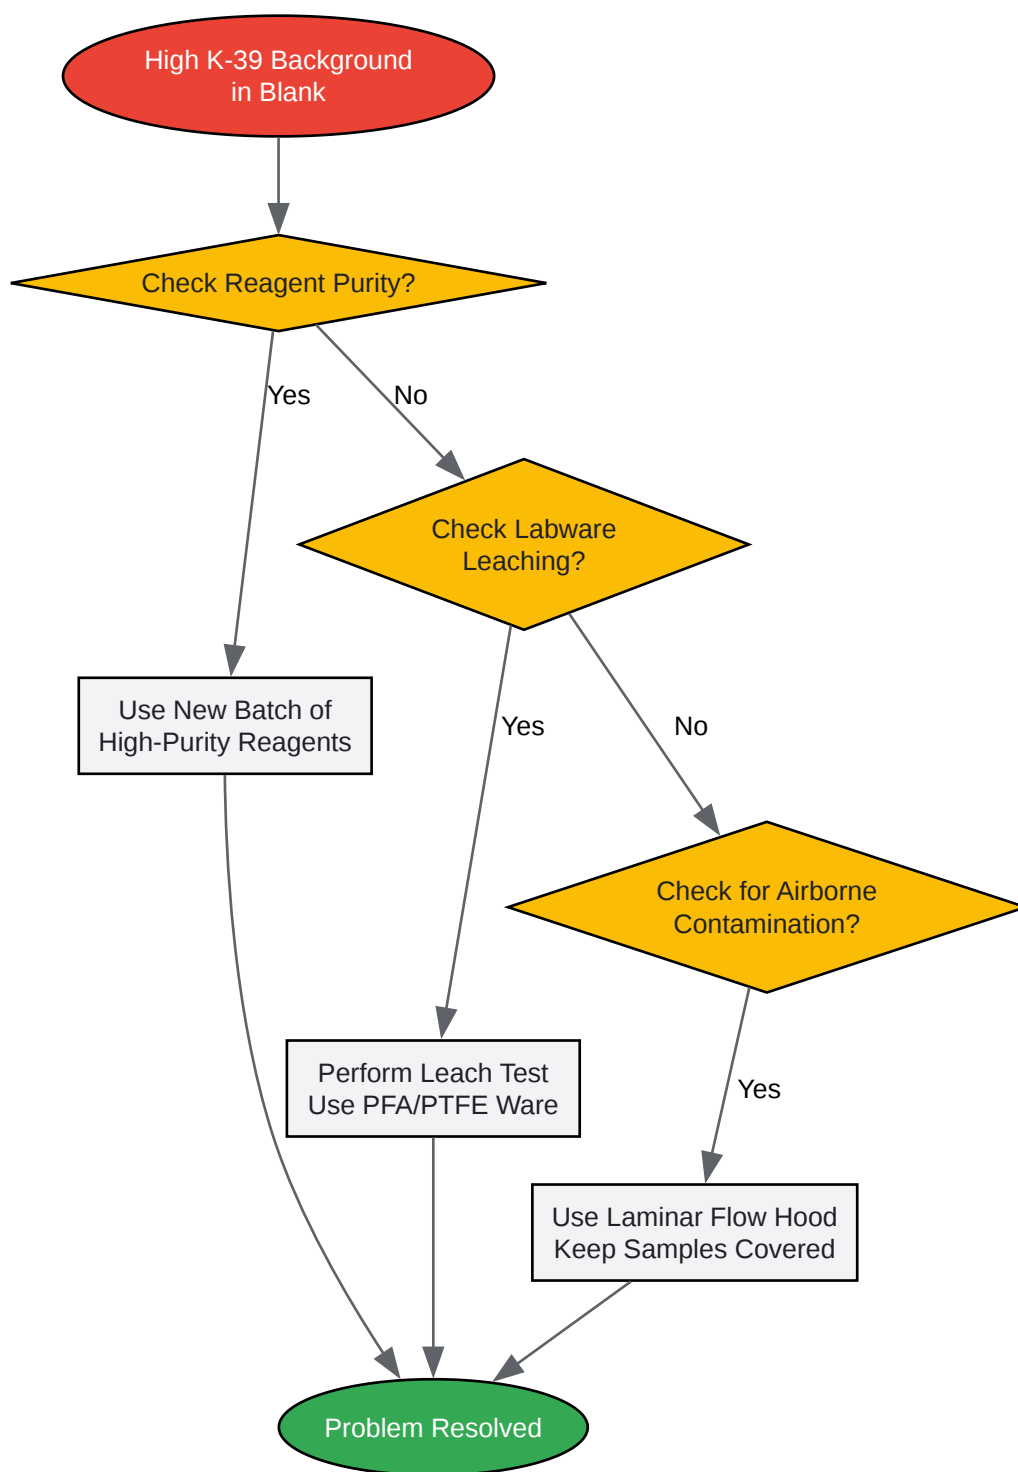 High K-39 Background
in Blank
Check Reagent Purity?
Yes
No
Check Labware
Leaching?
Use New Batch of
High-Purity Reagents
Yes
No
Check for Airborne
Contamination?
Perform Leach Test
Use PFA/PTFE Ware
Yes
Use Laminar Flow Hood
Keep Samples Covered
Problem Resolved